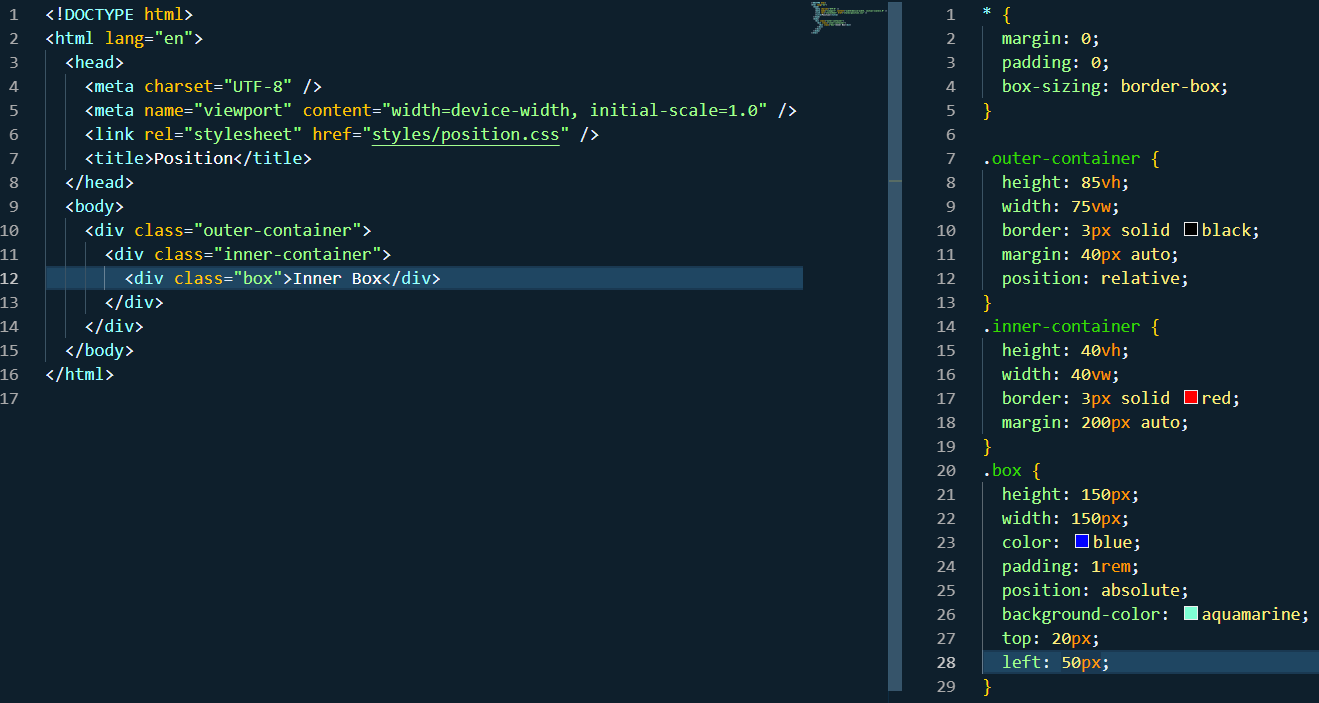 1 <!DOCTYPE html>
2 <html lang="en">
3   <head>
4     <meta charset="UTF-8" />
5     <meta name="viewport" content="width=device-width, initial-scale=1.0" />
6     <link rel="stylesheet" href="styles/position.css" />
7     <title>Position</title>
8   </head>
9   <body>
10     <div class="outer-container">
11       <div class="inner-container">
12         <div class="box">Inner Box</div>
13       </div>
14     </div>
15   </body>
16 </html>
17
1 * {
2   margin: 0;
3   padding: 0;
4   box-sizing: border-box;
5 }
6
7 .outer-container {
8   height: 85vh;
9   width: 75vw;
10   border: 3px solid black;
11   margin: 40px auto;
12   position: relative;
13 }
14 .inner-container {
15   height: 40vh;
16   width: 40vw;
17   border: 3px solid red;
18   margin: 200px auto;
19 }
20 .box {
21   height: 150px;
22   width: 150px;
23   color: blue;
24   padding: 1rem;
25   position: absolute;
26   background-color: aquamarine;
27   top: 20px;
28   left: 50px;
29 }